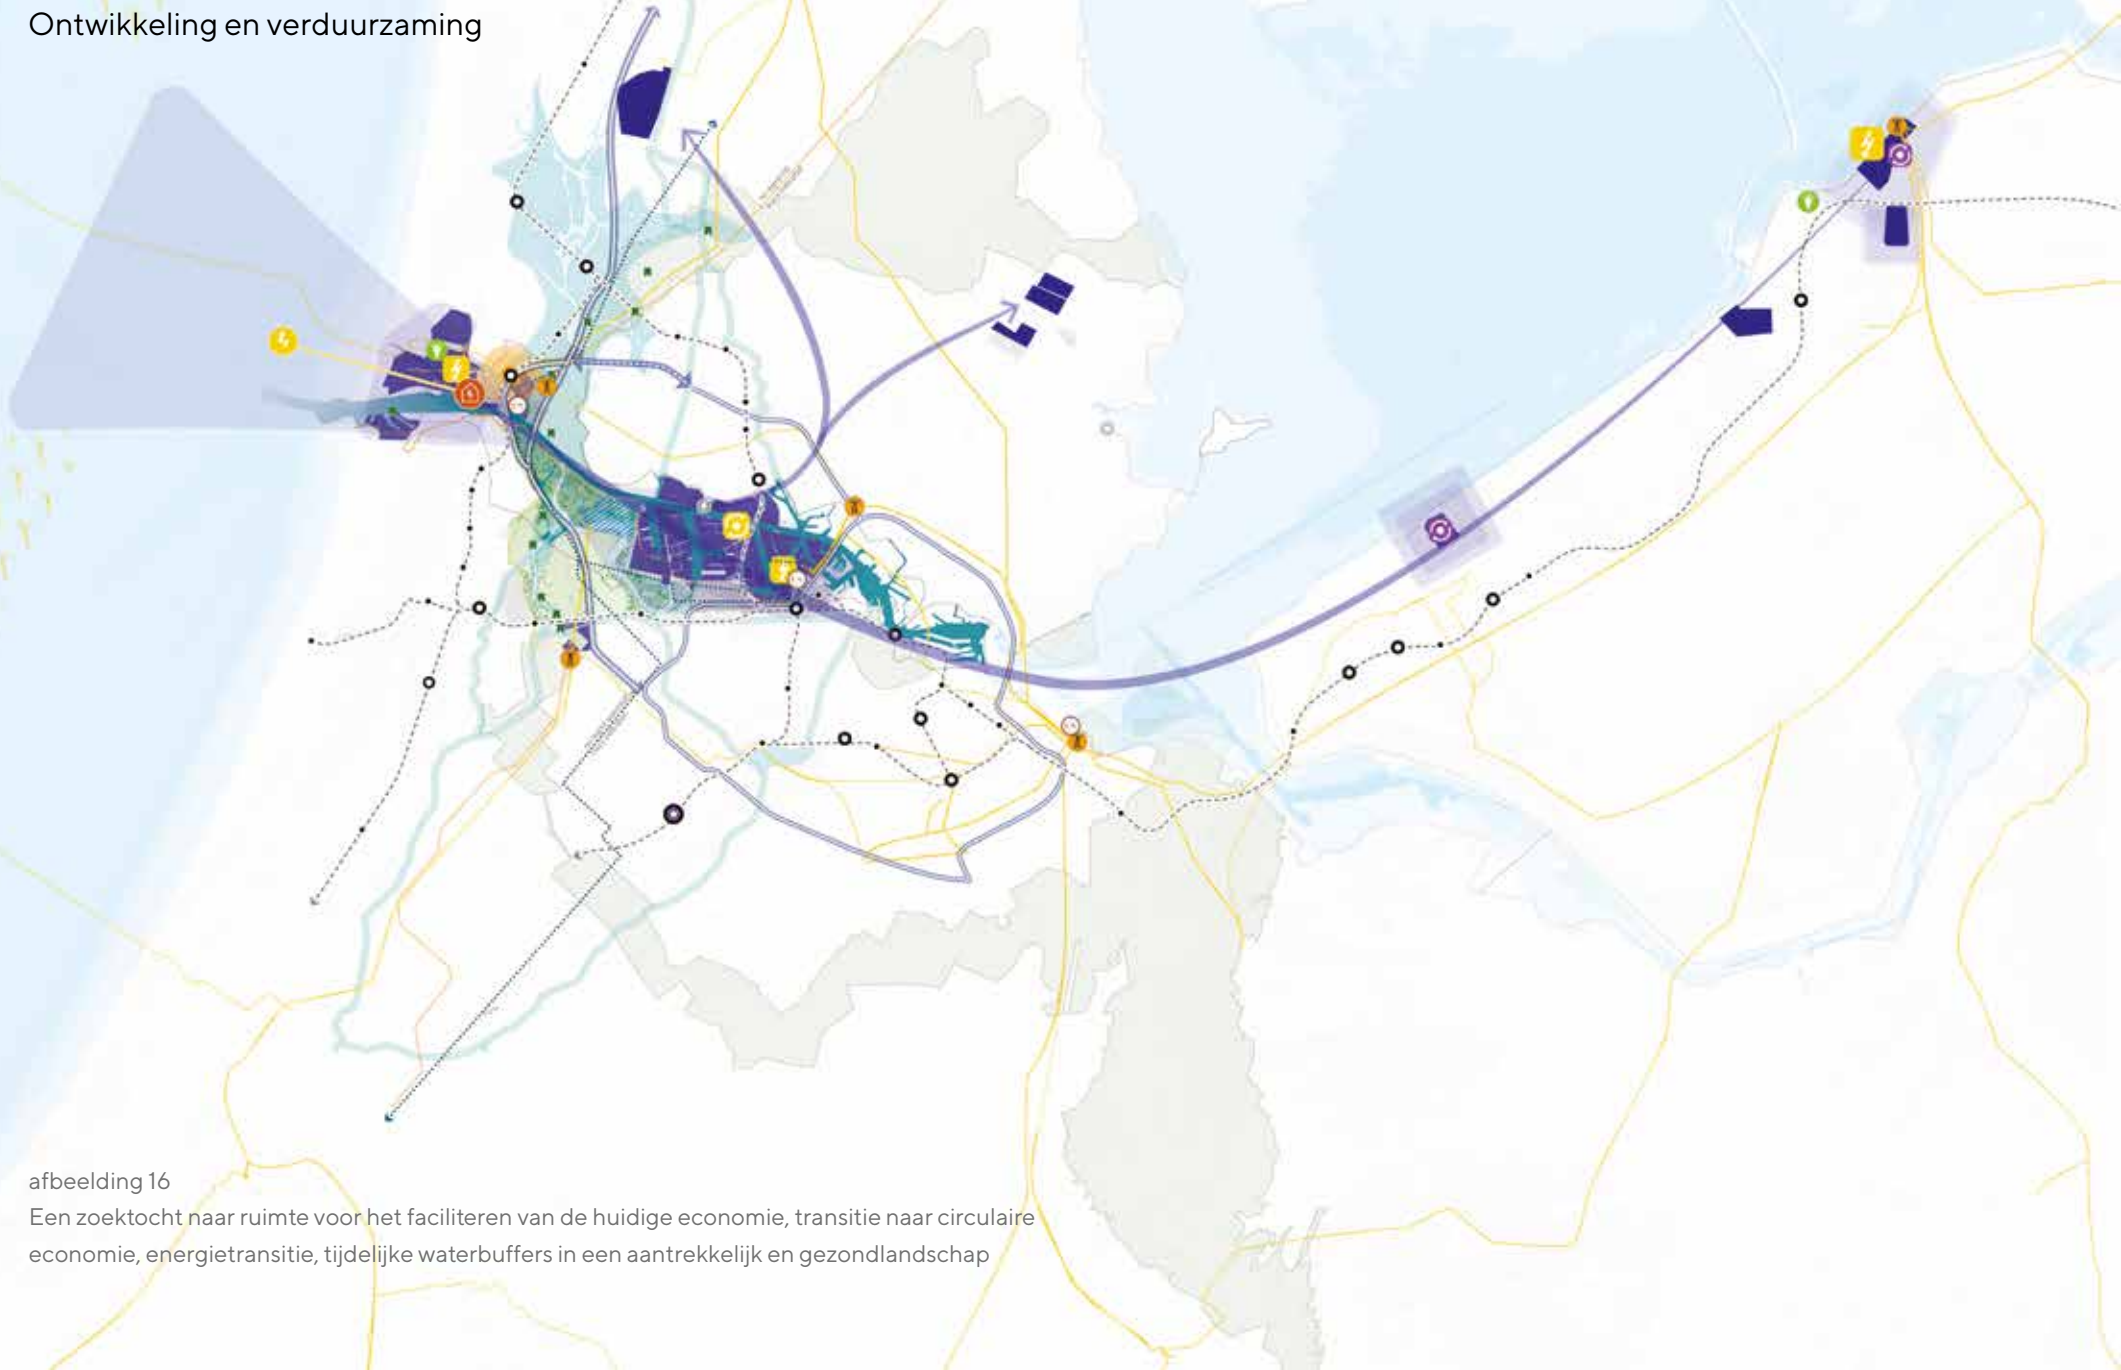 Ontwikkeling en verduurzaming
afbeelding 16
Een zoektocht naar ruimte voor het faciliteren van de huidige economie, transitie naar circulaire
economie, energietransitie, tijdelijke waterbuffers in een aantrekkelijk en gezondlandschap